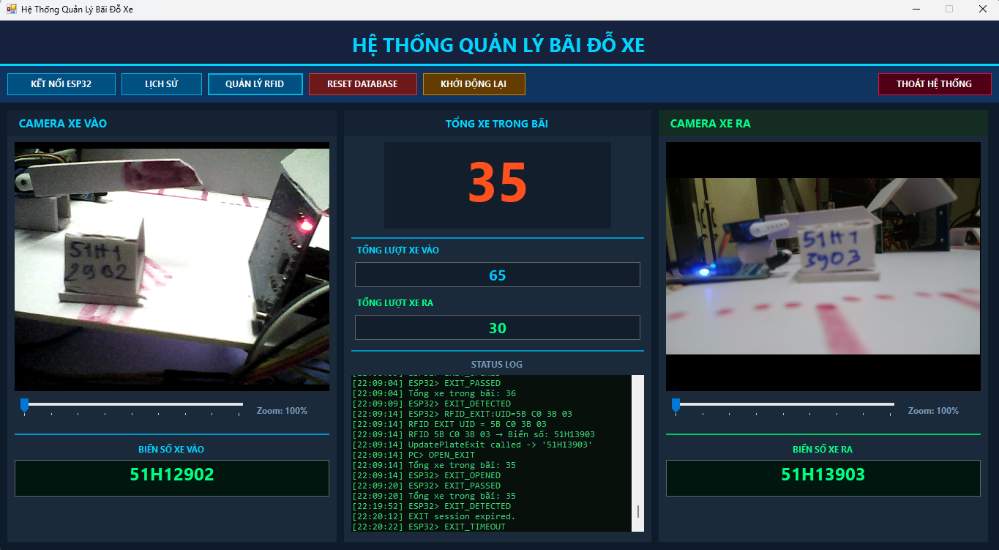 Hệ Thống Quản Lý Bãi Đỗ Xe
HỆ THỐNG QUẢN LÝ BÃI ĐỖ XE
KẾT NỐI ESP32
LỊCH SỬ
QUẢN LÝ RFID
RESET DATABASE
KHỞI ĐỘNG LẠI
THOÁT HỆ THỐNG
CAMERA XE VÀO
51H1
2902
Zoom: 100%
BIỂN SỐ XE VÀO
51H12902
TỔNG XE TRONG BÃI
35
TỔNG LƯỢT XE VÀO
65
TỔNG LƯỢT XE RA
30
STATUS LOG
[22:09:04] ESP32> EXIT_PASSED
[22:09:04] Tổng xe trong bãi: 36
[22:09:09] ESP32> EXIT_DETECTED
[22:09:14] ESP32> RFID_EXIT:UID=5B C0 3B 03
[22:09:14] RFID EXIT UID = 5B C0 3B 03
[22:09:14] RFID 5B C0 3B 03 → Biển số: 51H13903
[22:09:14] UpdatePlateExit called -> '51H13903'
[22:09:14] PC> OPEN_EXIT
[22:09:14] Tổng xe trong bãi: 35
[22:09:14] ESP32> EXIT_OPENED
[22:09:20] ESP32> EXIT_PASSED
[22:09:20] Tổng xe trong bãi: 35
[22:19:52] ESP32> EXIT_DETECTED
[22:20:12] EXIT session expired.
[22:20:22] ESP32> EXIT_TIMEOUT
CAMERA XE RA
51H1
3903
Zoom: 100%
BIỂN SỐ XE RA
51H13903